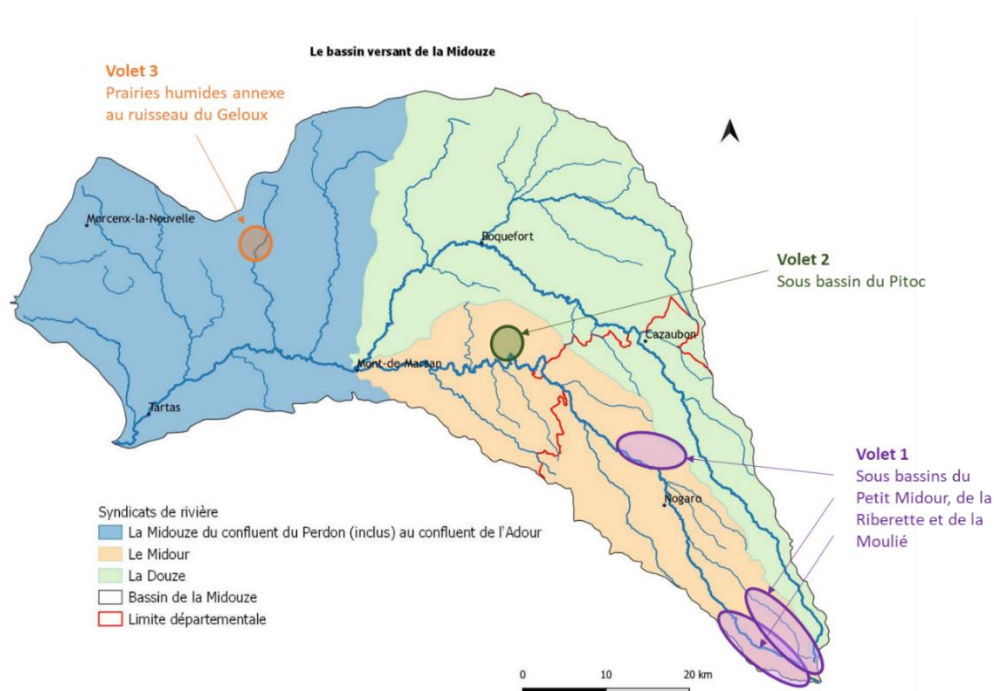 Le bassin versant de la Midouze
Volet 3
Prairies humides annexe
au ruisseau du Geloux
Morcenx-la-Nouvelle
Roquefort
Volet 2
Sous bassin du Pitoc
Cazaubon
Mont-de-Marsan
Tartas
Volet 1
Sous bassins du
Petit Midour, de la
Riberette et de la
Moulié
Nogaro
Syndicats de rivière
La Midouze du confluent du Perdon (inclus) au confluent de l'Adour
Le Midour
La Douze
Bassin de la Midouze
Limite départementale
0 10 20 km